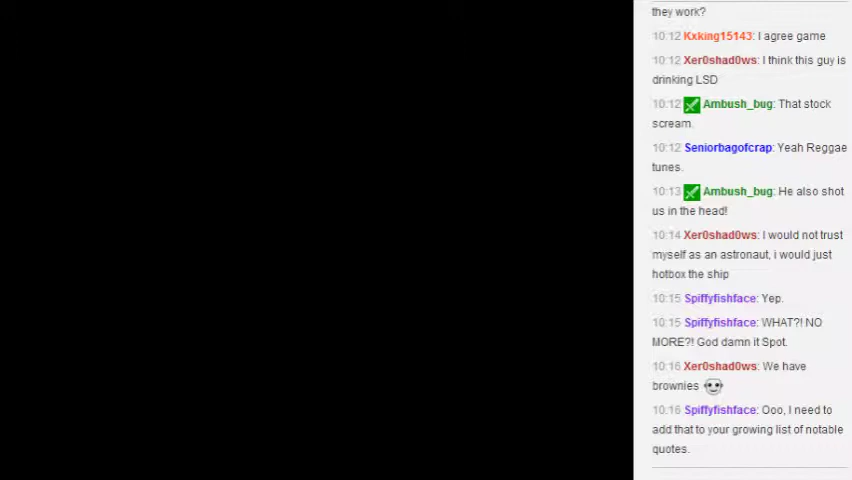 they work?
10:12 Kxking15143: I agree game
10:12 Xer0shad0ws: I think this guy is
drinking LSD
10:12 Ambush_bug: That stock
scream.
10:12 Seniorbagofcrap: Yeah Reggae
tunes.
10:13 Ambush_bug: He also shot
us in the head!
10:14 Xer0shad0ws: I would not trust
myself as an astronaut, i would just
hotbox the ship
10:15 Spiffyfishface: Yep.
10:15 Spiffyfishface: WHAT?! NO
MORE?! God damn it Spot.
10:16 Xer0shad0ws: We have
brownies
10:16 Spiffyfishface: Ooo, I need to
add that to your growing list of notable
quotes.